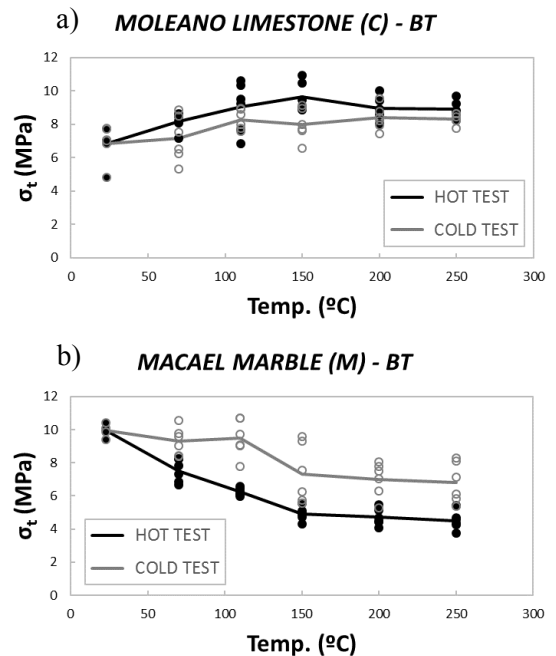 a) MOLEANO LIMESTONE (C) - BT
12
10
8
6
4
2
0
σt (MPa)
HOT TEST
COLD TEST
0 50 100 150 200 250 300
Temp. (ºC)
b) MACAEL MARBLE (M) - BT
12
10
8
6
4
2
0
σt (MPa)
HOT TEST
COLD TEST
0 50 100 150 200 250 300
Temp. (ºC)